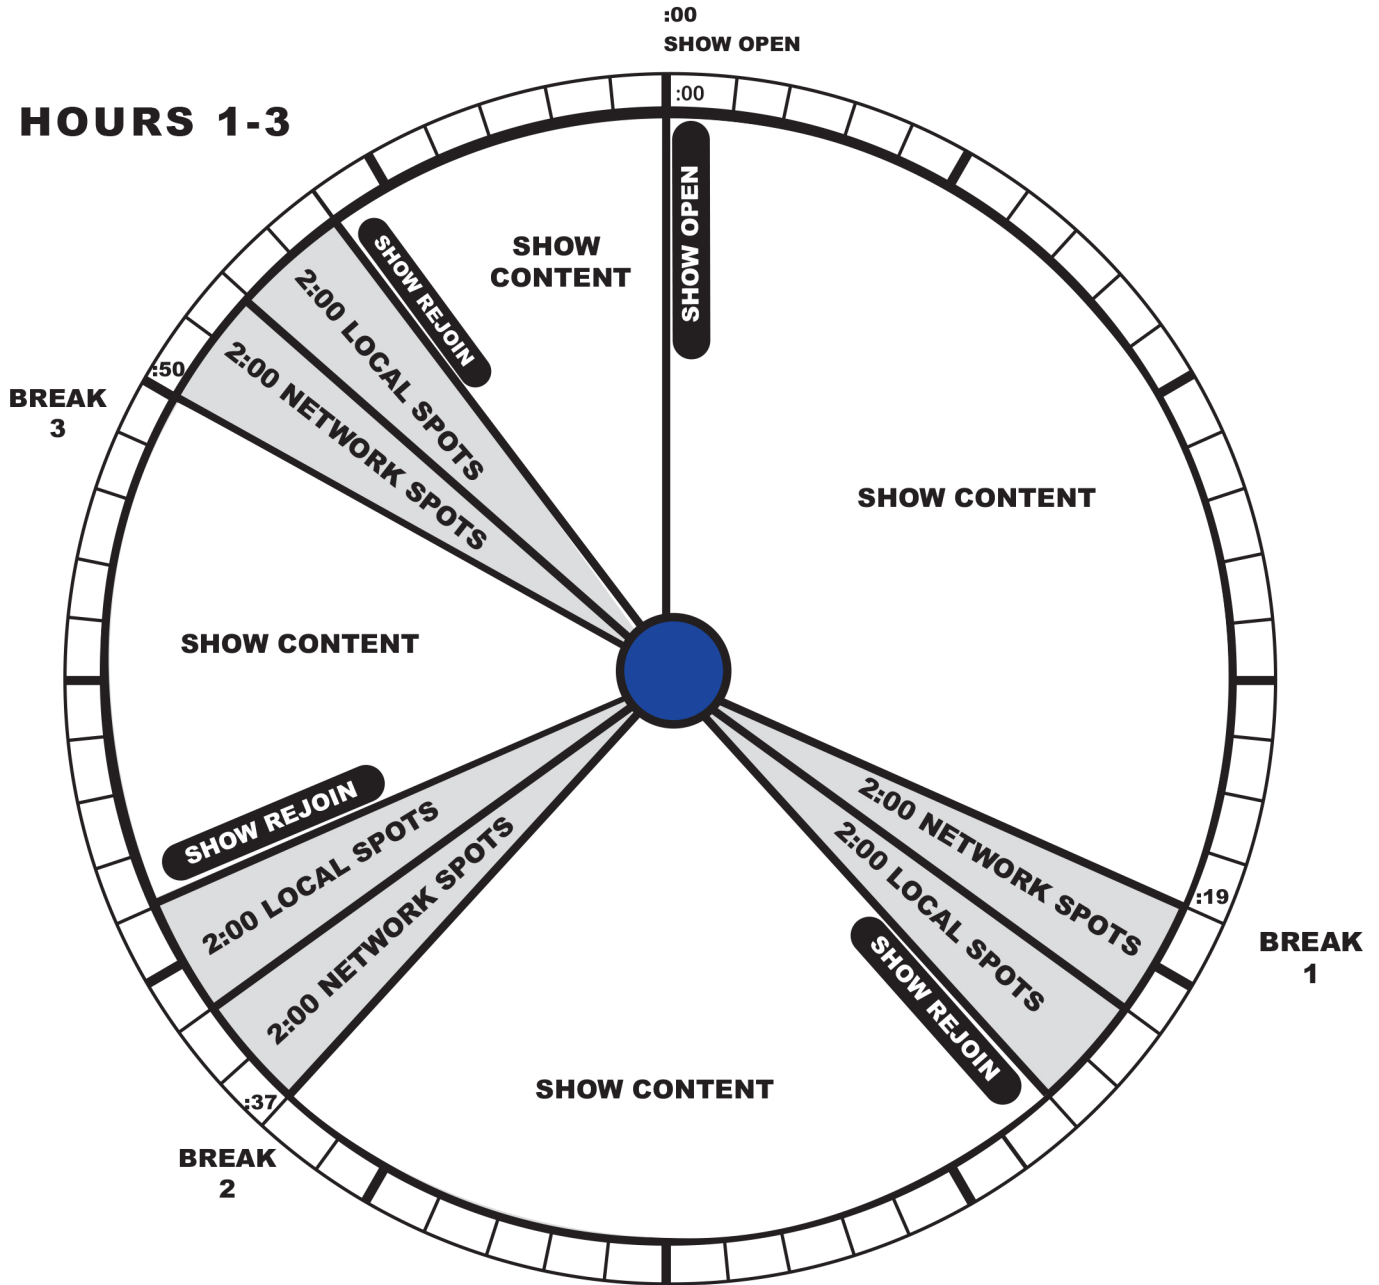 :00
SHOW OPEN
HOURS 1-3
:00
SHOW OPEN
SHOW CONTENT
:19
BREAK
1
2:00 NETWORK SPOTS
2:00 LOCAL SPOTS
SHOW REJOIN
SHOW CONTENT
:37
BREAK
2
2:00 NETWORK SPOTS
2:00 LOCAL SPOTS
SHOW REJOIN
SHOW CONTENT
:50
BREAK
3
2:00 NETWORK SPOTS
2:00 LOCAL SPOTS
SHOW REJOIN
SHOW
CONTENT